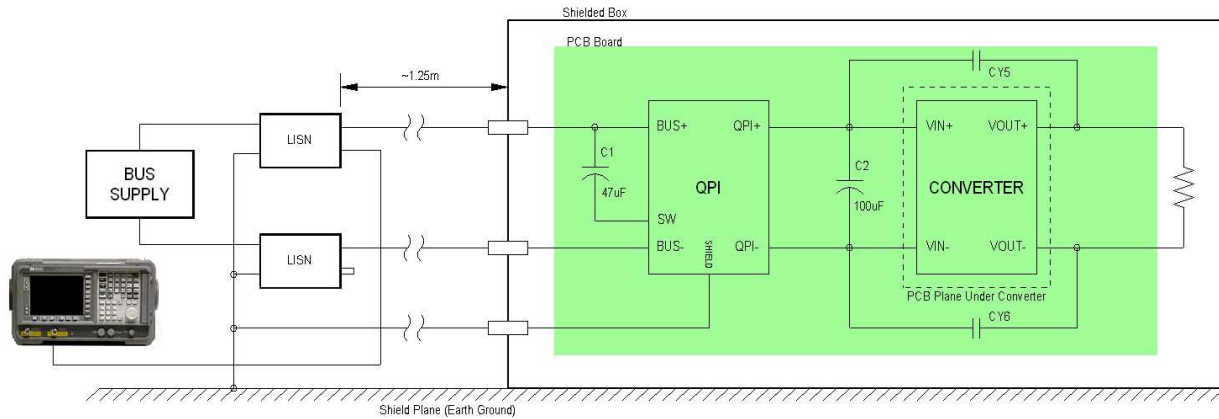 Shielded Box
PCB Board
~1.25m
CY5
LISN
BUS+
QPI+
VIN+
VOUT+
C1
47uF
C2
100uF
BUS
SUPPLY
QPI
CONVERTER
SW
BUS-
SHIELD
QPI-
VIN-
VOUT-
LISN
PCB Plane Under Converter
CY6
Shield Plane (Earth Ground)